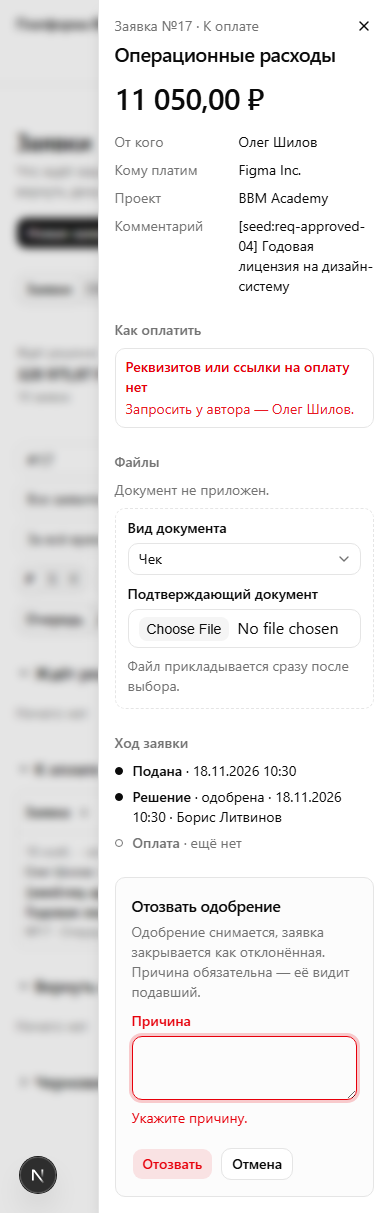 Заявка №17 · К оплате
Операционные расходы
11 050,00 ₽
От кого
Олег Шилов
Кому платим
Figma Inc.
Проект
BBM Academy
Комментарий
[seed:req-approved-
04] Годовая
лицензия на дизайн-
систему
Как оплатить
Реквизитов или ссылки на оплату
нет
Запросить у автора — Олег Шилов.
Файлы
Документ не приложен.
Вид документа
Чек
Подтверждающий документ
Choose File No file chosen
Файл прикладывается сразу после
выбора.
Ход заявки
Подана · 18.11.2026 10:30
Решение · одобрена · 18.11.2026
10:30 · Борис Литвинов
Оплата · ещё нет
Отозвать одобрение
Одобрение снимается, заявка
закрывается как отклонённая.
Причина обязательна — её видит
подавший.
Причина
Укажите причину.
Отозвать
Отмена
N